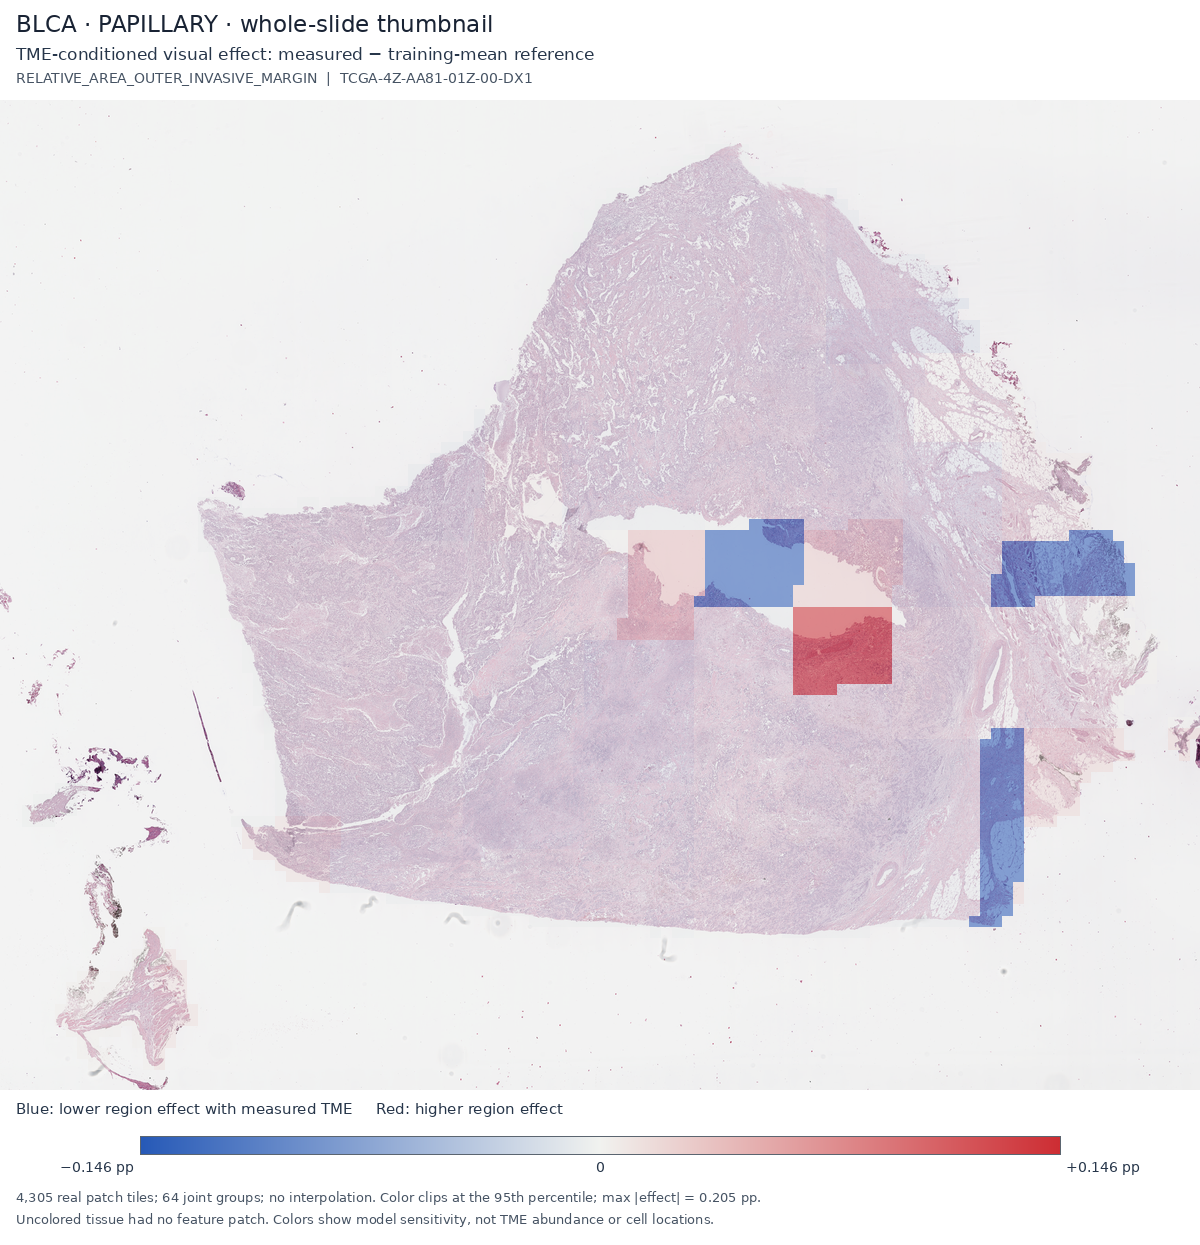 BLCA · PAPILLARY · whole-slide thumbnail
TME-conditioned visual effect: measured − training-mean reference
RELATIVE_AREA_OUTER_INVASIVE_MARGIN | TCGA-4Z-AA81-01Z-00-DX1
Blue: lower region effect with measured TME Red: higher region effect
−0.146 pp 0 +0.146 pp
4,305 real patch tiles; 64 joint groups; no interpolation. Color clips at the 95th percentile; max |effect| = 0.205 pp.
Uncolored tissue had no feature patch. Colors show model sensitivity, not TME abundance or cell locations.